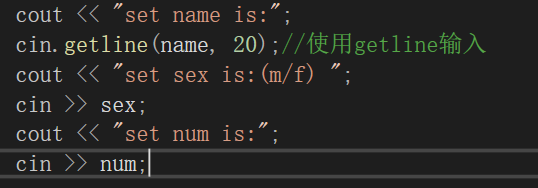 cout << "set name is:";
cin.getline(name, 20);//使用getline输入
cout << "set sex is:(m/f) ";
cin >> sex;
cout << "set num is:";
cin >> num;